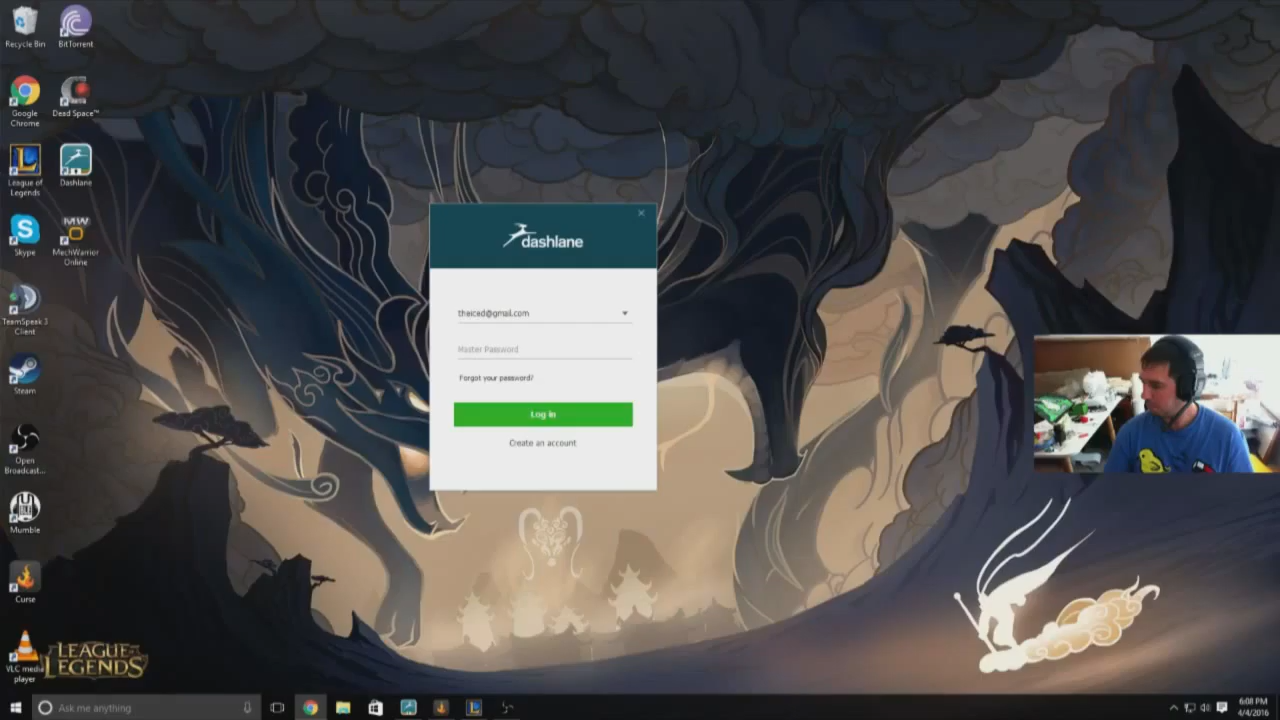 Recycle Bin
BitTorrent
Google
Chrome
Dead Space™
League of
Legends
Dashlane
Skype
MW
MechWarrior
Online
TeamSpeak 3
Client
Steam
Open
Broadcast...
Mumble
Curse
VLC media
player
LEAGUE
OF
LEGENDS
dashlane
theiced@gmail.com
Master Password
Forgot your password?
Log in
Create an account
Ask me anything
6:08 PM
4/4/2016